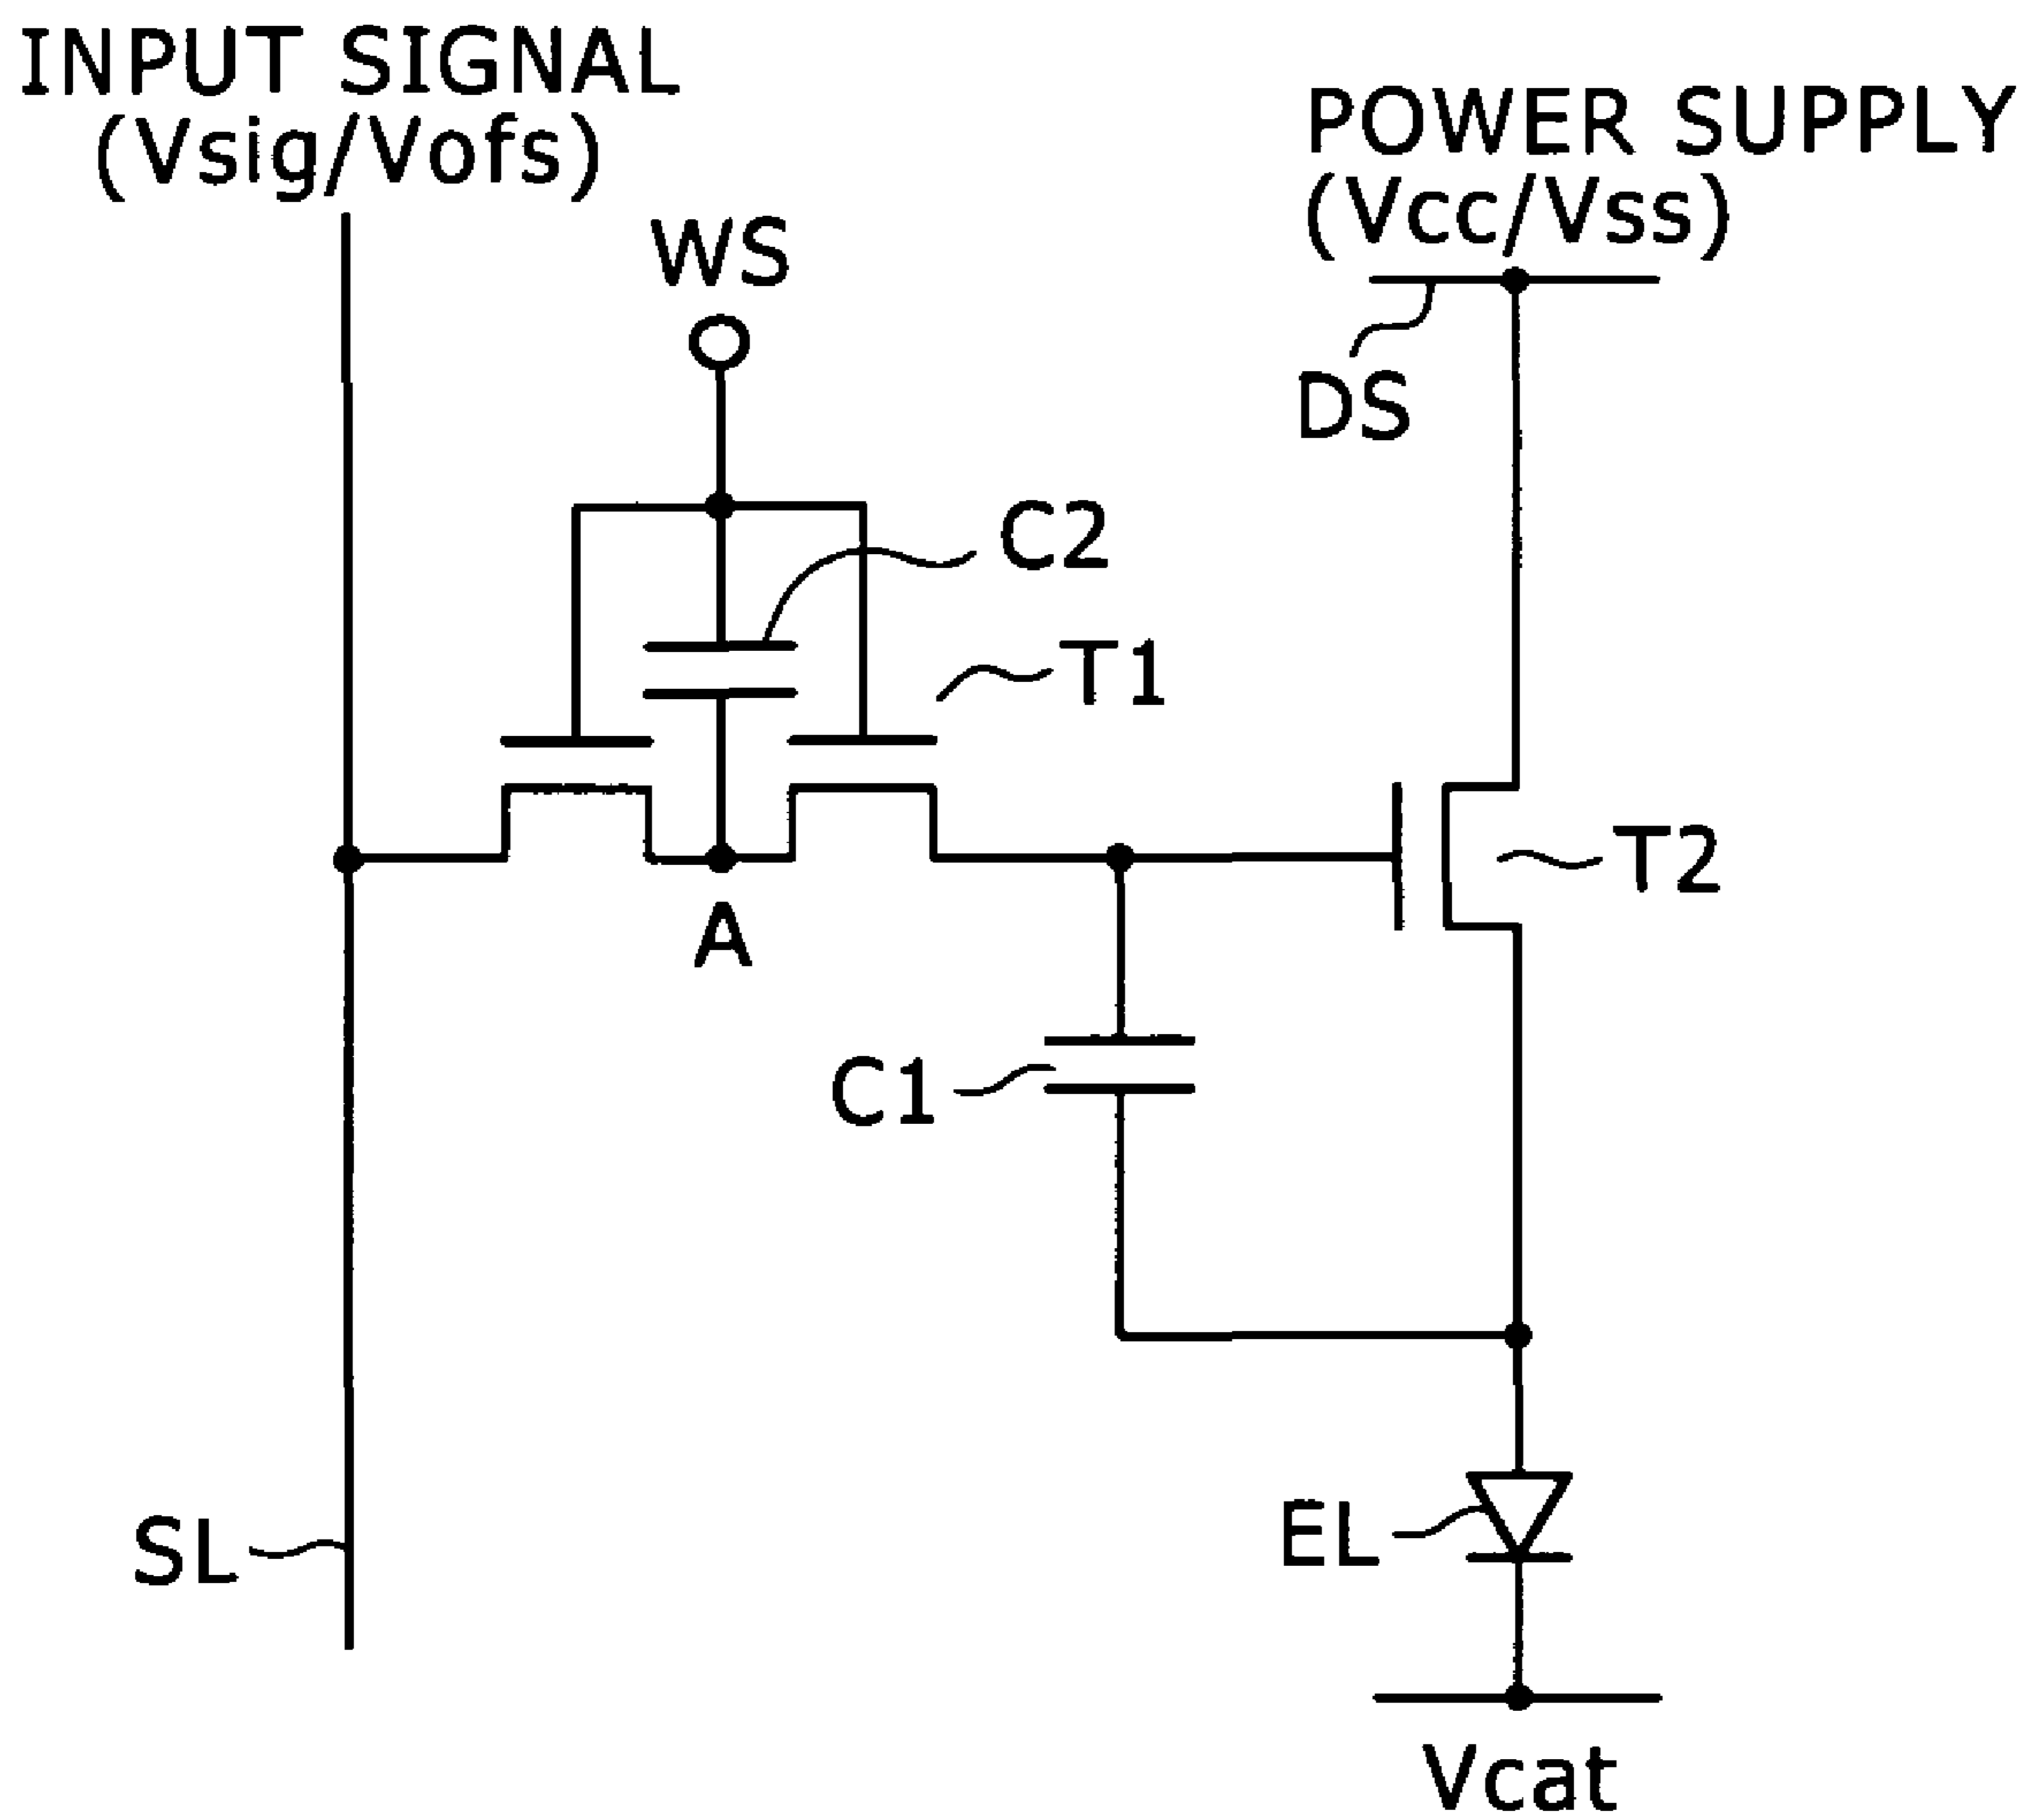 INPUT SIGNAL
(Vsig/Vofs)
POWER SUPPLY
(Vcc/Vss)
WS
DS
C2
T1
T2
A
C1
SL
EL
Vcat